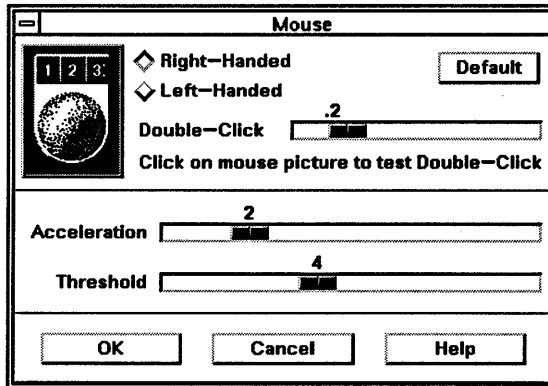 Mouse
1 2 3
Right-Handed
Default
Left-Handed
.2
Double-Click
Click on mouse picture to test Double-Click
2
Acceleration
4
Threshold
OK Cancel Help